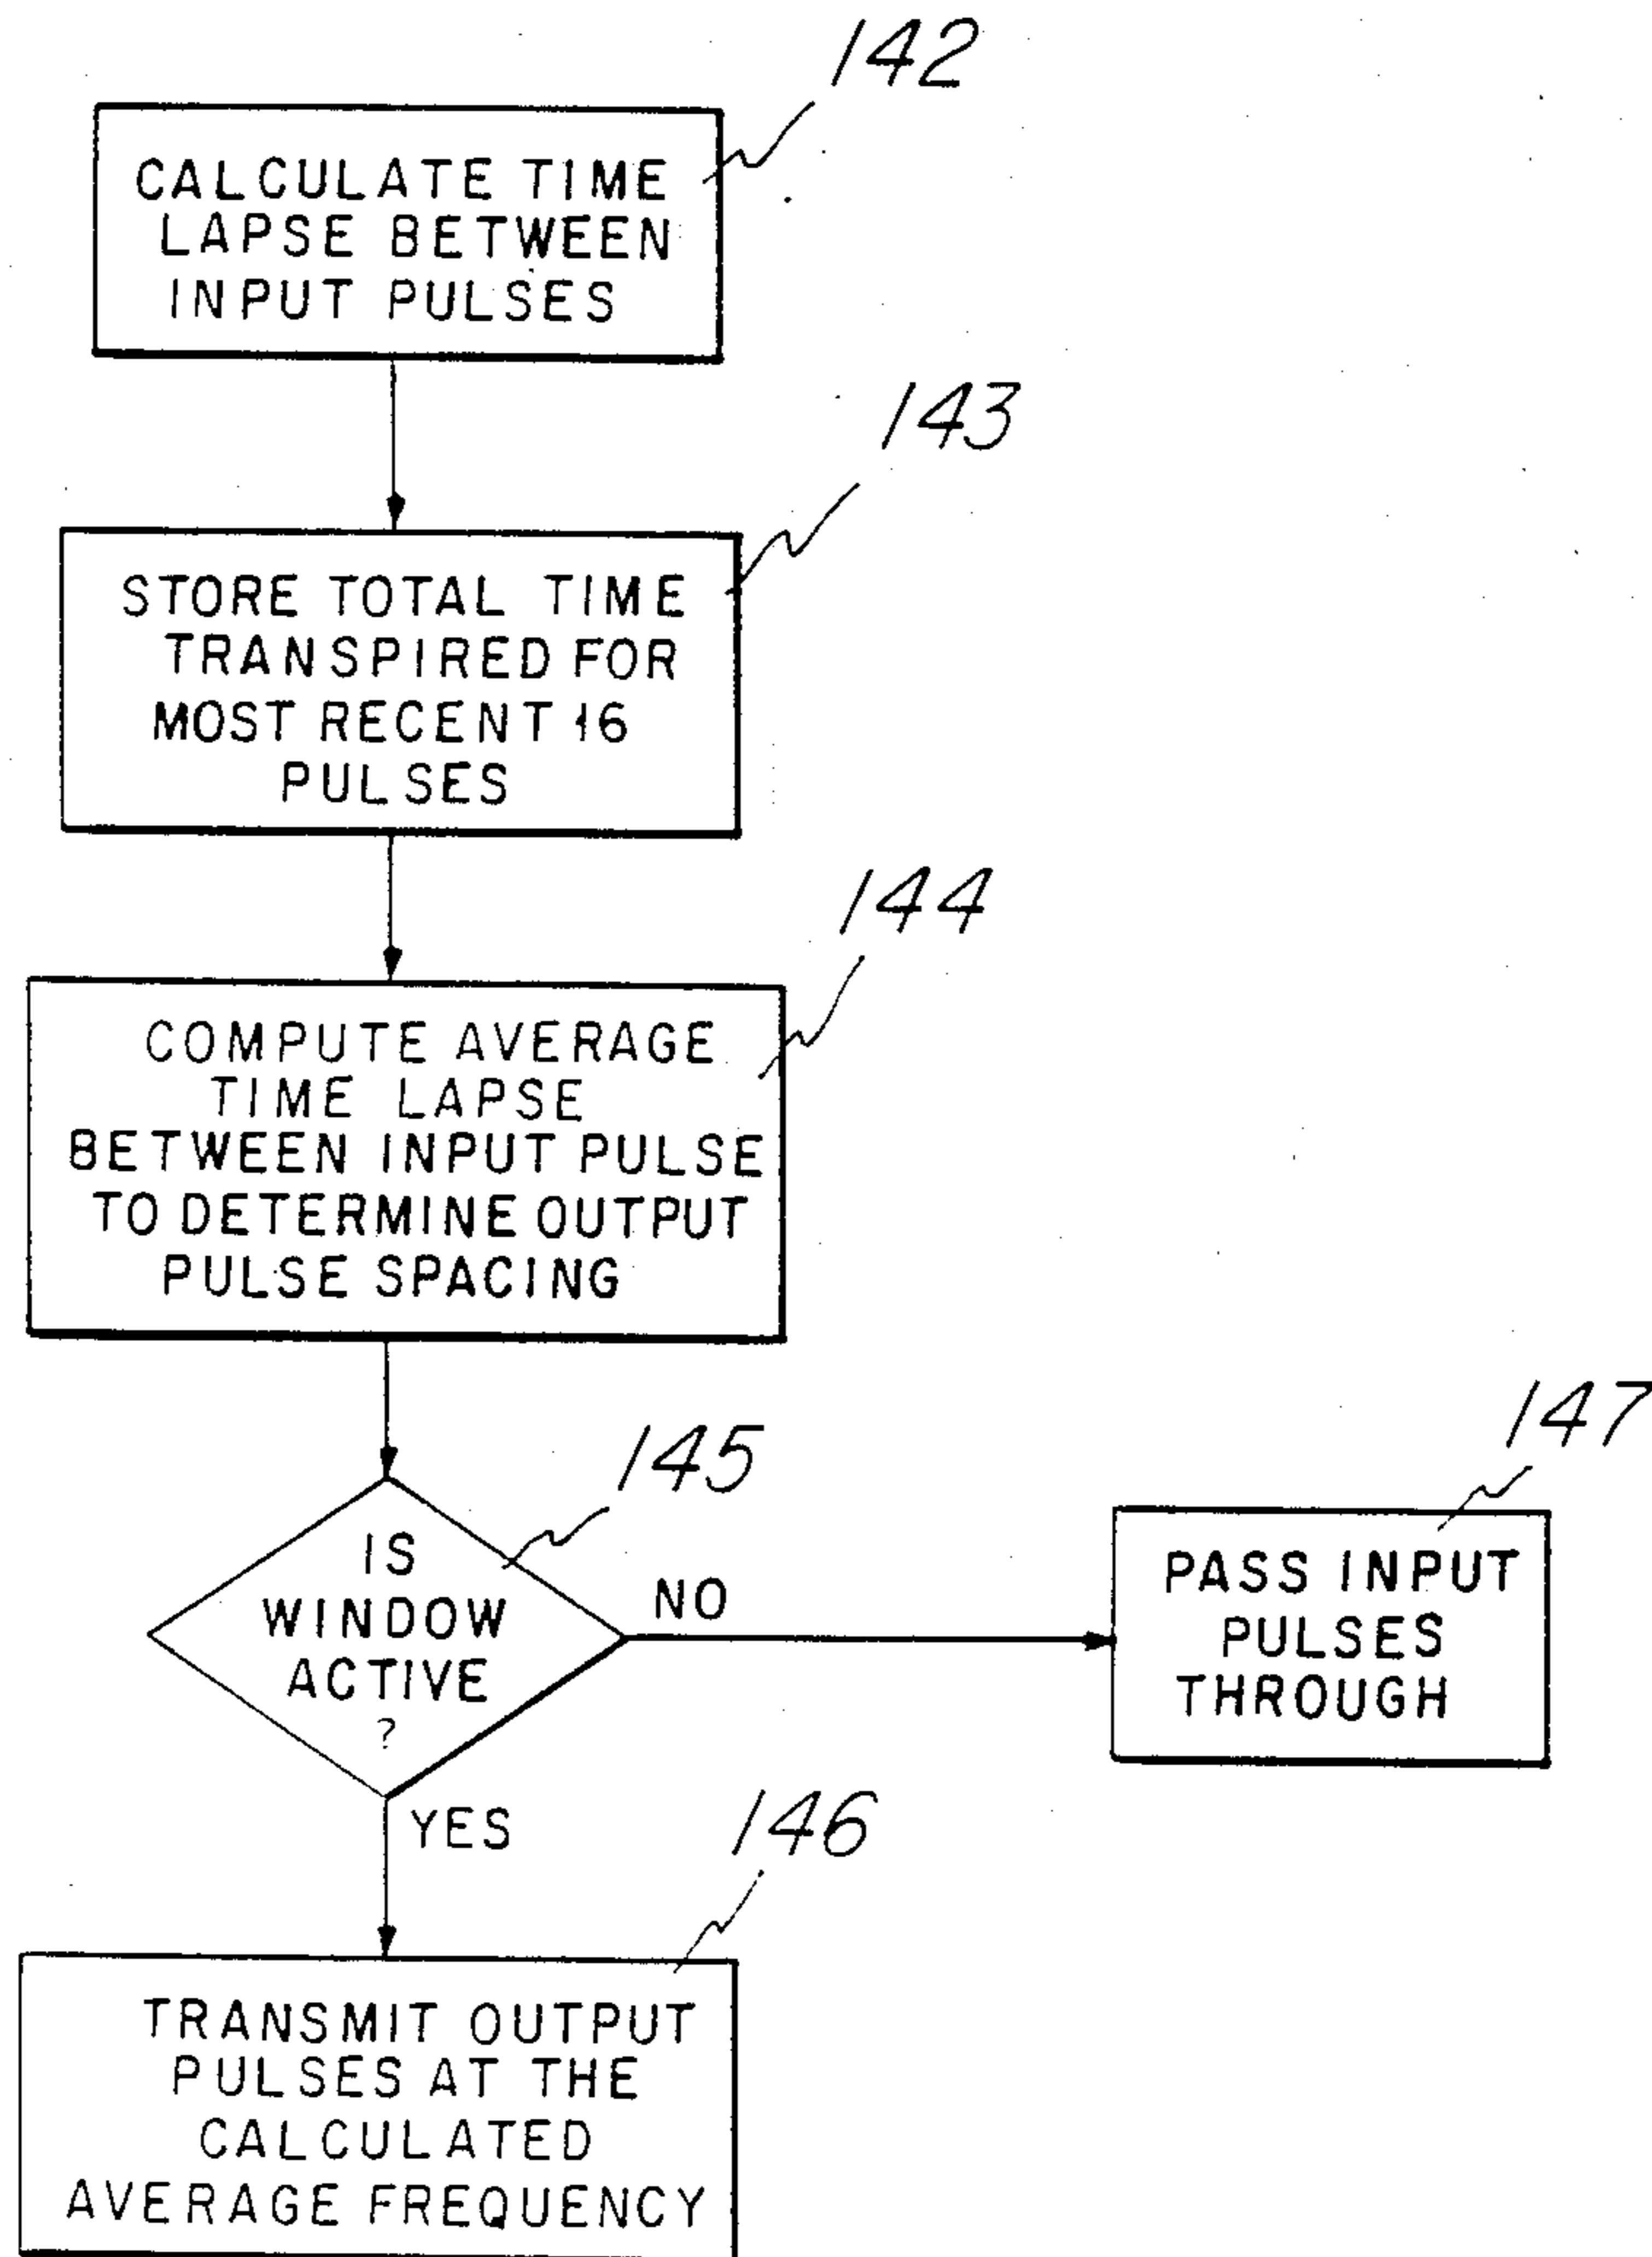 142
CALCULATE TIME
LAPSE BETWEEN
INPUT PULSES
143
STORE TOTAL TIME
TRANSPIRED FOR
MOST RECENT 16
PULSES
144
COMPUTE AVERAGE
TIME LAPSE
BETWEEN INPUT PULSE
TO DETERMINE OUTPUT
PULSE SPACING
145
IS
WINDOW
ACTIVE
?
NO
147
PASS INPUT
PULSES
THROUGH
YES
146
TRANSMIT OUTPUT
PULSES AT THE
CALCULATED
AVERAGE FREQUENCY